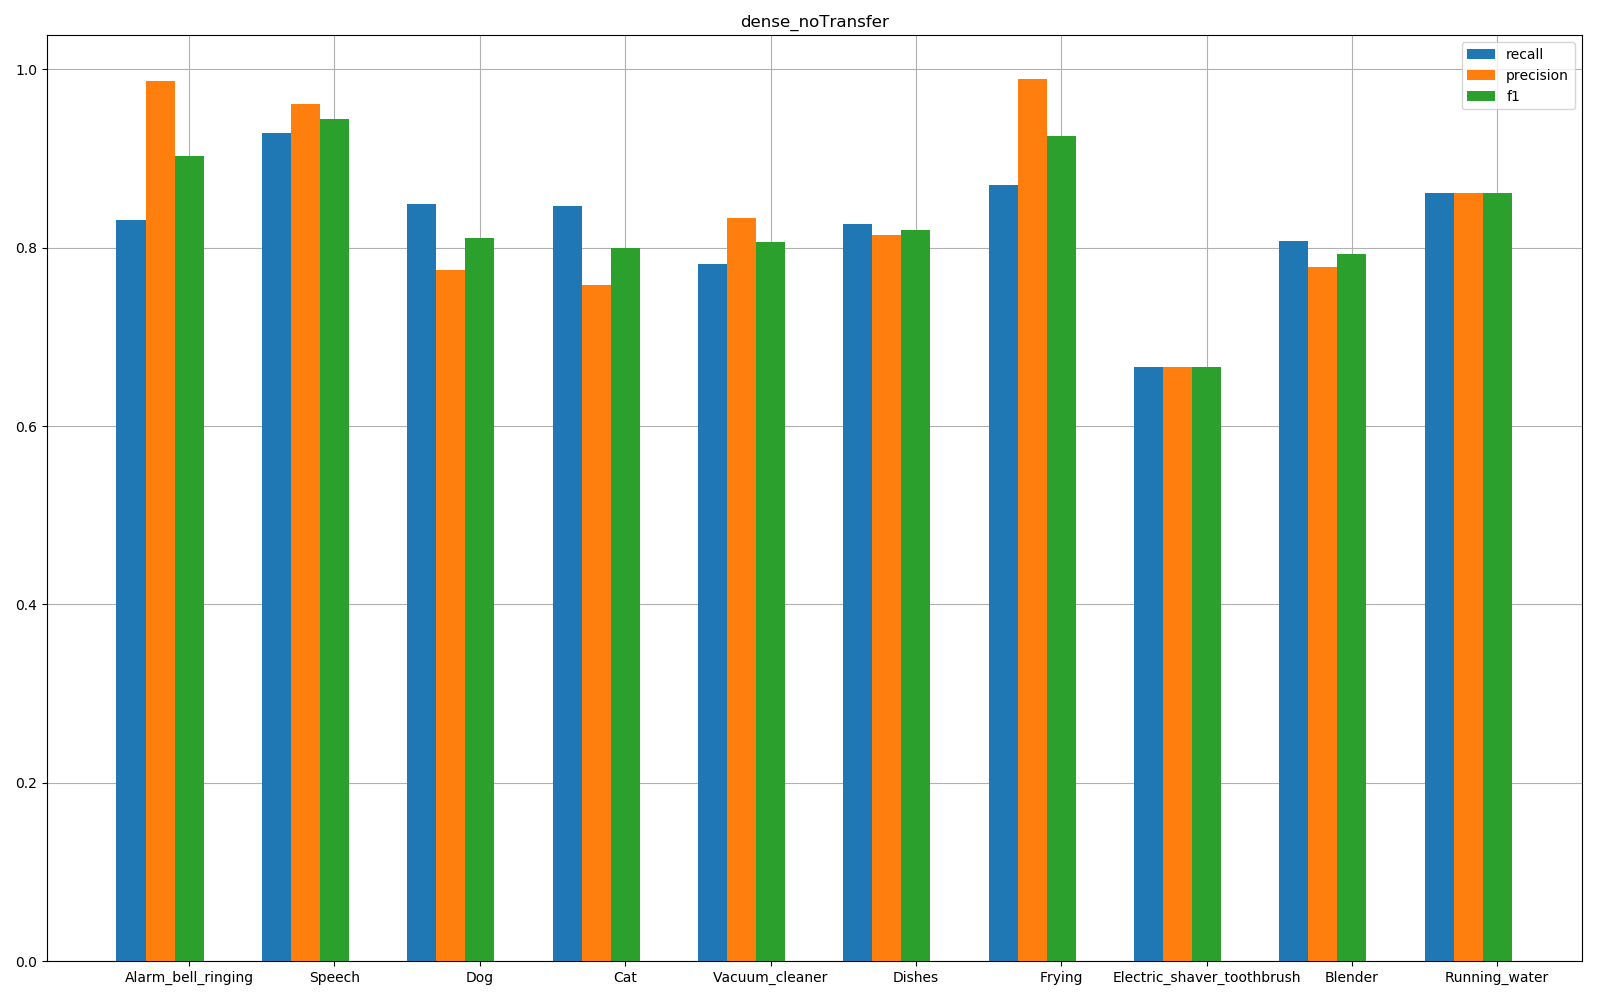 dense_noTransfer
recall
precision
f1
1.0
0.8
0.6
0.4
0.2
0.0
Alarm_bell_ringing Speech Dog Cat Vacuum_cleaner Dishes Frying Electric_shaver_toothbrush Blender Running_water